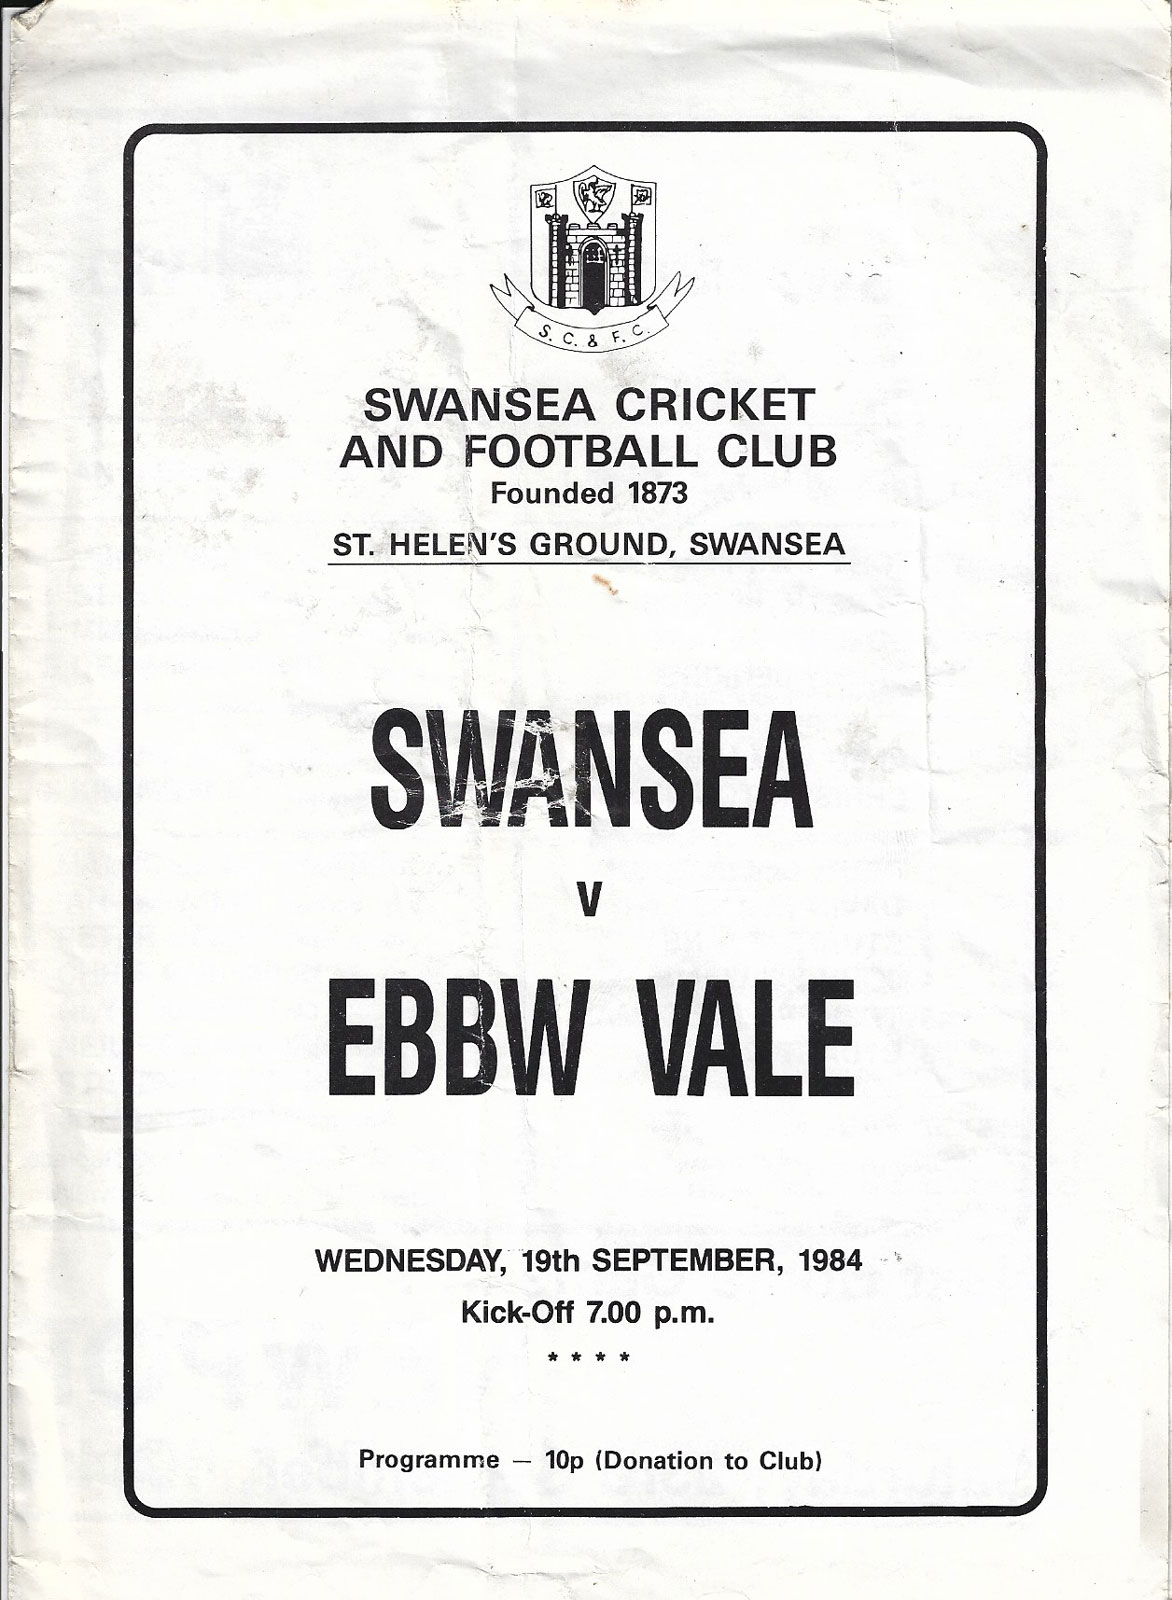 S. C. & F. C.
SWANSEA CRICKET
AND FOOTBALL CLUB
Founded 1873
ST. HELEN'S GROUND, SWANSEA
SWANSEA
v
EBBW VALE
WEDNESDAY, 19th SEPTEMBER, 1984
Kick-Off 7.00 p.m.
* * * *
Programme — 10p (Donation to Club)